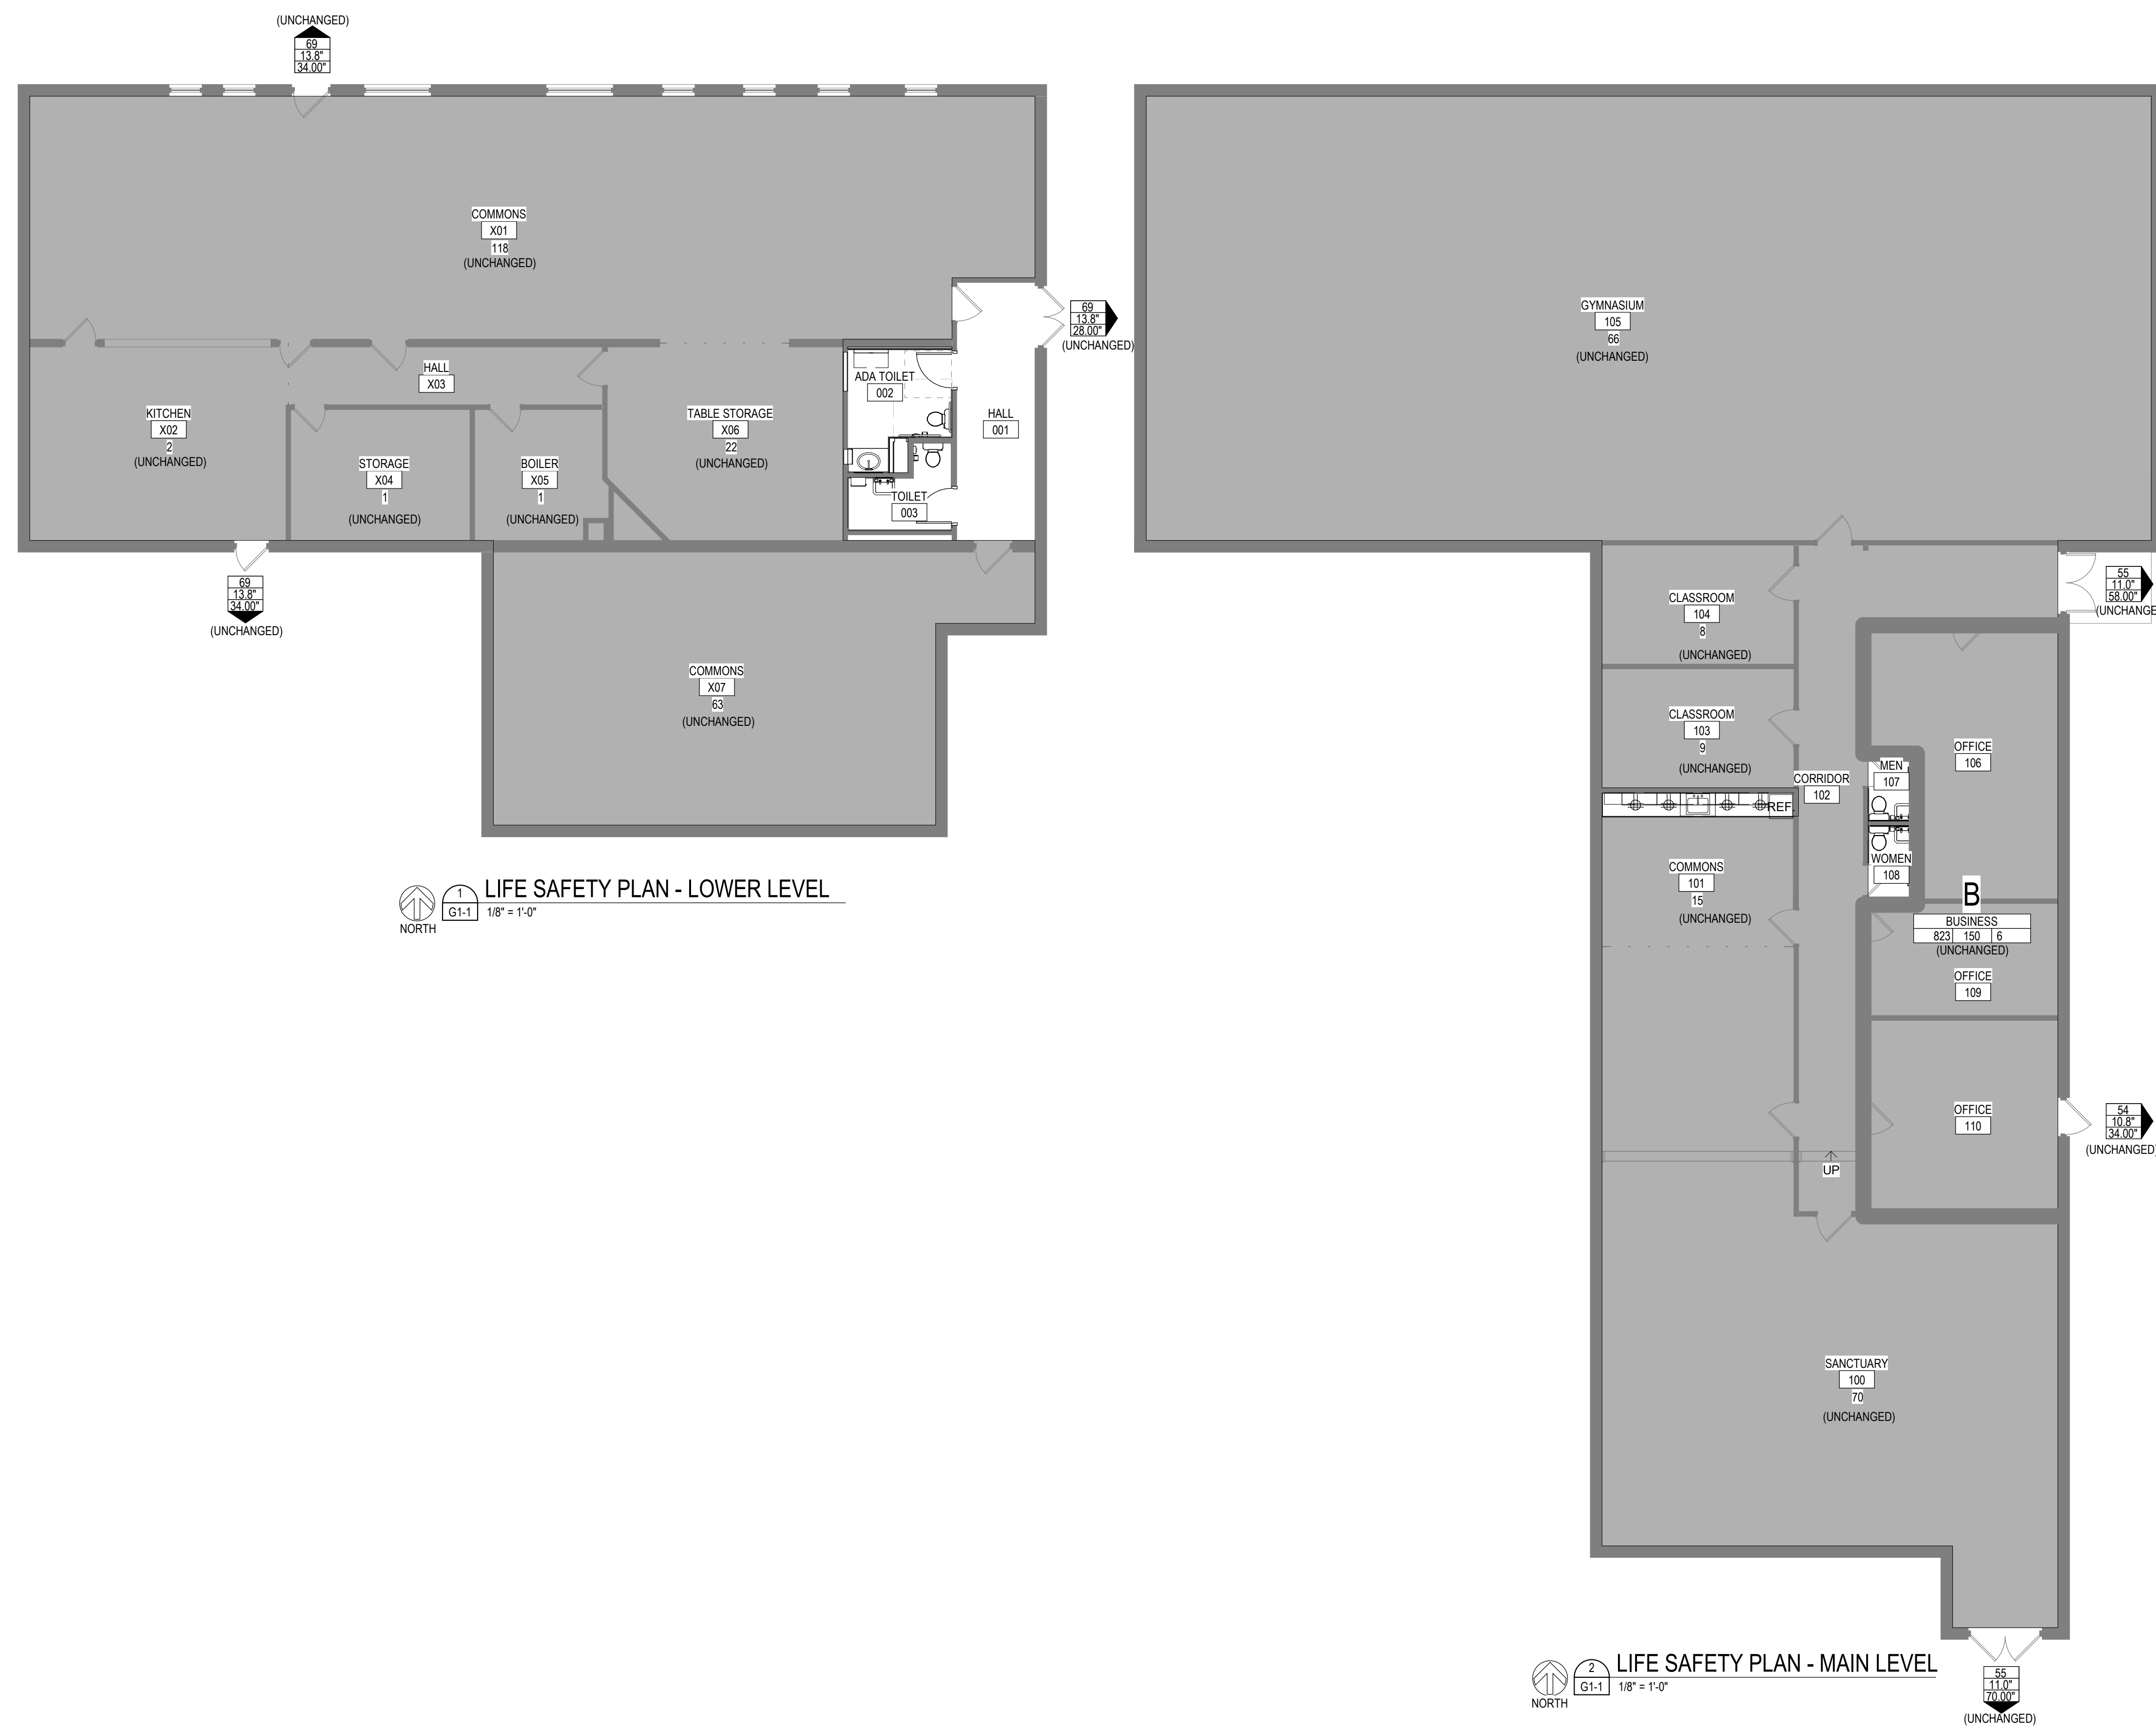 (UNCHANGED)
69
13.8"
34.00"
COMMONS
X01
118
(UNCHANGED)
69
13.8"
28.00"
(UNCHANGED)
HALL
X03
ADA TOILET
002
KITCHEN
X02
2
(UNCHANGED)
TABLE STORAGE
X06
22
(UNCHANGED)
HALL
001
STORAGE
X04
1
(UNCHANGED)
BOILER
X05
1
(UNCHANGED)
TOILET
003
69
13.8"
34.00"
(UNCHANGED)
COMMONS
X07
63
(UNCHANGED)
NORTH
1
G1-1
LIFE SAFETY PLAN - LOWER LEVEL
1/8" = 1'-0"
GYMNASIUM
105
66
(UNCHANGED)
CLASSROOM
104
8
(UNCHANGED)
55
11.0"
58.00"
(UNCHANGE
CLASSROOM
103
9
(UNCHANGED)
OFFICE
106
MEN
107
CORRIDOR
102
REF.
WOMEN
108
COMMONS
101
15
(UNCHANGED)
B
BUSINESS
823 150 6
(UNCHANGED)
OFFICE
109
OFFICE
110
54
10.8"
34.00"
(UNCHANGED)
UP
SANCTUARY
100
70
(UNCHANGED)
NORTH
2
G1-1
LIFE SAFETY PLAN - MAIN LEVEL
1/8" = 1'-0"
55
11.0"
70.00"
(UNCHANGED)